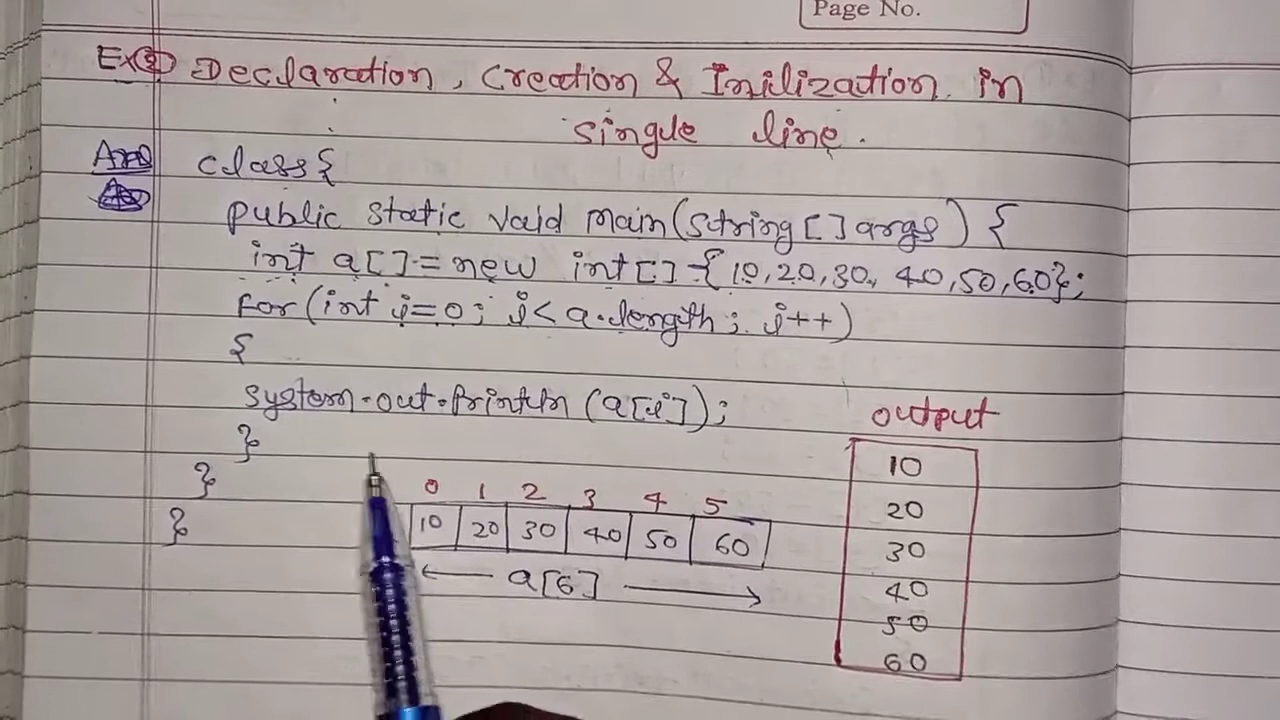 Page No.
Ex② Declaration, Creation & Inilization in
single line.
Ans class{
public static void main(string[]args) {
int a[]=new int[]{10,20,30, 40,50,60};
For(int i=0; i<a.length; i++)
{
system.out.println(a[i]);
output
}
10
}
0 1 2 3 4 5
20
}
10 20 30 40 50 60
30
a[6]
40
50
60